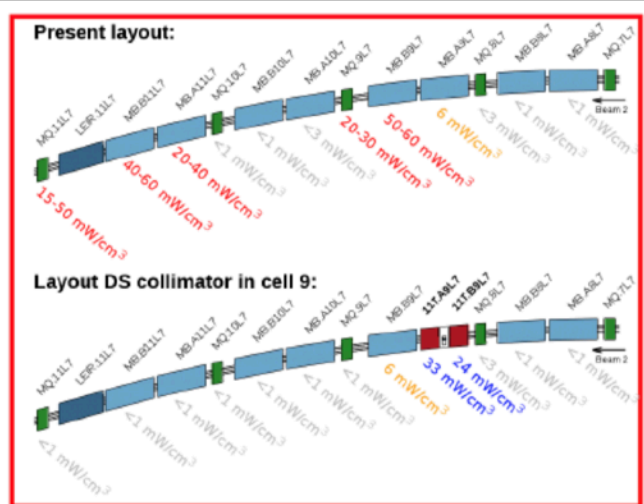 Present layout:
MQ.11L7
LEIR.11L7
MB.B11L7
MB.A11L7
MQ.10L7
MB.B10L7
MB.A10L7
MQ.9L7
MB.B9L7
MB.A9L7
MQ.8L7
MB.B8L7
MB.A8L7
MQ.7L7
Beam 2
15-50 mW/cm³
40-60 mW/cm³
20-40 mW/cm³
<1 mW/cm³
<1 mW/cm³
<3 mW/cm³
20-30 mW/cm³
50-60 mW/cm³
6 mW/cm³
<3 mW/cm³
<1 mW/cm³
<1 mW/cm³
Layout DS collimator in cell 9:
MQ.11L7
LEIR.11L7
MB.B11L7
MB.A11L7
MQ.10L7
MB.B10L7
MB.A10L7
MQ.9L7
MB.B9L7
11T.A9L7
11T.B9L7
MQ.8L7
MB.B8L7
MB.A8L7
MQ.7L7
Beam 2
<1 mW/cm³
<1 mW/cm³
<1 mW/cm³
<1 mW/cm³
<1 mW/cm³
<1 mW/cm³
<1 mW/cm³
6 mW/cm³
33 mW/cm³
24 mW/cm³
<3 mW/cm³
<1 mW/cm³
<1 mW/cm³